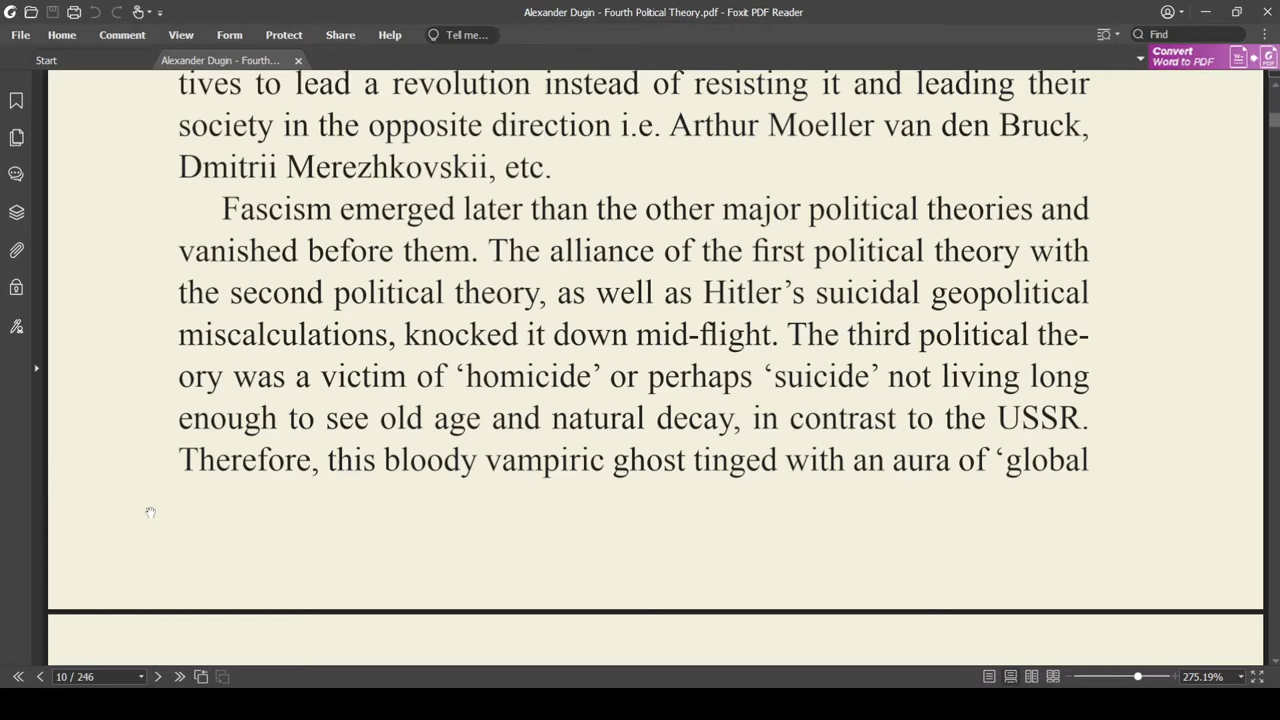 Alexander Dugin - Fourth Political Theory.pdf - Foxit PDF Reader
File Home Comment View Form Protect Share Help Tell me... Find
Start Alexander Dugin - Fourth... Convert
Word to PDF
tives to lead a revolution instead of resisting it and leading their
society in the opposite direction i.e. Arthur Moeller van den Bruck,
Dmitrii Merezhkovskii, etc.
Fascism emerged later than the other major political theories and
vanished before them. The alliance of the first political theory with
the second political theory, as well as Hitler’s suicidal geopolitical
miscalculations, knocked it down mid-flight. The third political the-
ory was a victim of ‘homicide’ or perhaps ‘suicide’ not living long
enough to see old age and natural decay, in contrast to the USSR.
Therefore, this bloody vampiric ghost tinged with an aura of ‘global
10 / 246 275.19%